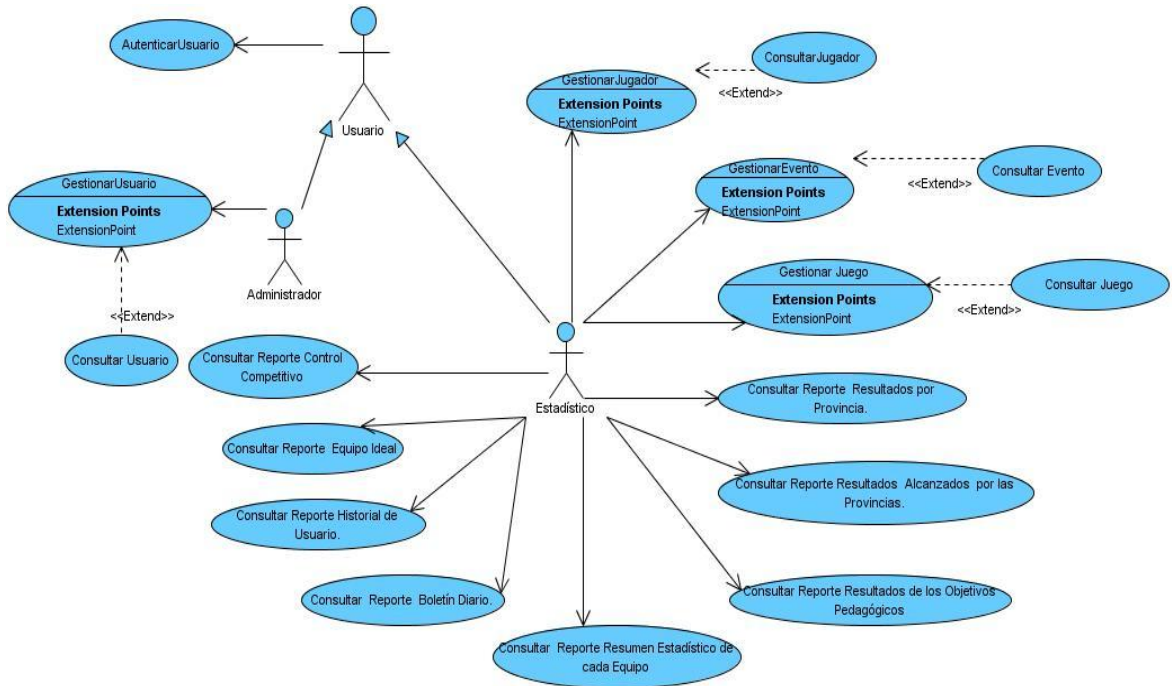 AutenticarUsuario
Usuario
GestionarJugador
Extension Points
ExtensionPoint
ConsultarJugador
<<Extend>>
GestionarEvento
Extension Points
ExtensionPoint
Consultar Evento
<<Extend>>
GestionarUsuario
Extension Points
ExtensionPoint
Administrador
<<Extend>>
Consultar Usuario
Gestionar Juego
Extension Points
ExtensionPoint
Consultar Juego
<<Extend>>
Estadístico
Consultar Reporte Control
Competitivo
Consultar Reporte Equipo Ideal
Consultar Reporte Historial de
Usuario.
Consultar Reporte Boletín Diario.
Consultar Reporte Resumen Estadístico de
cada Equipo
Consultar Reporte Resultados por
Provincia.
Consultar Reporte Resultados Alcanzados por las
Provincias.
Consultar Reporte Resultados de los Objetivos
Pedagógicos